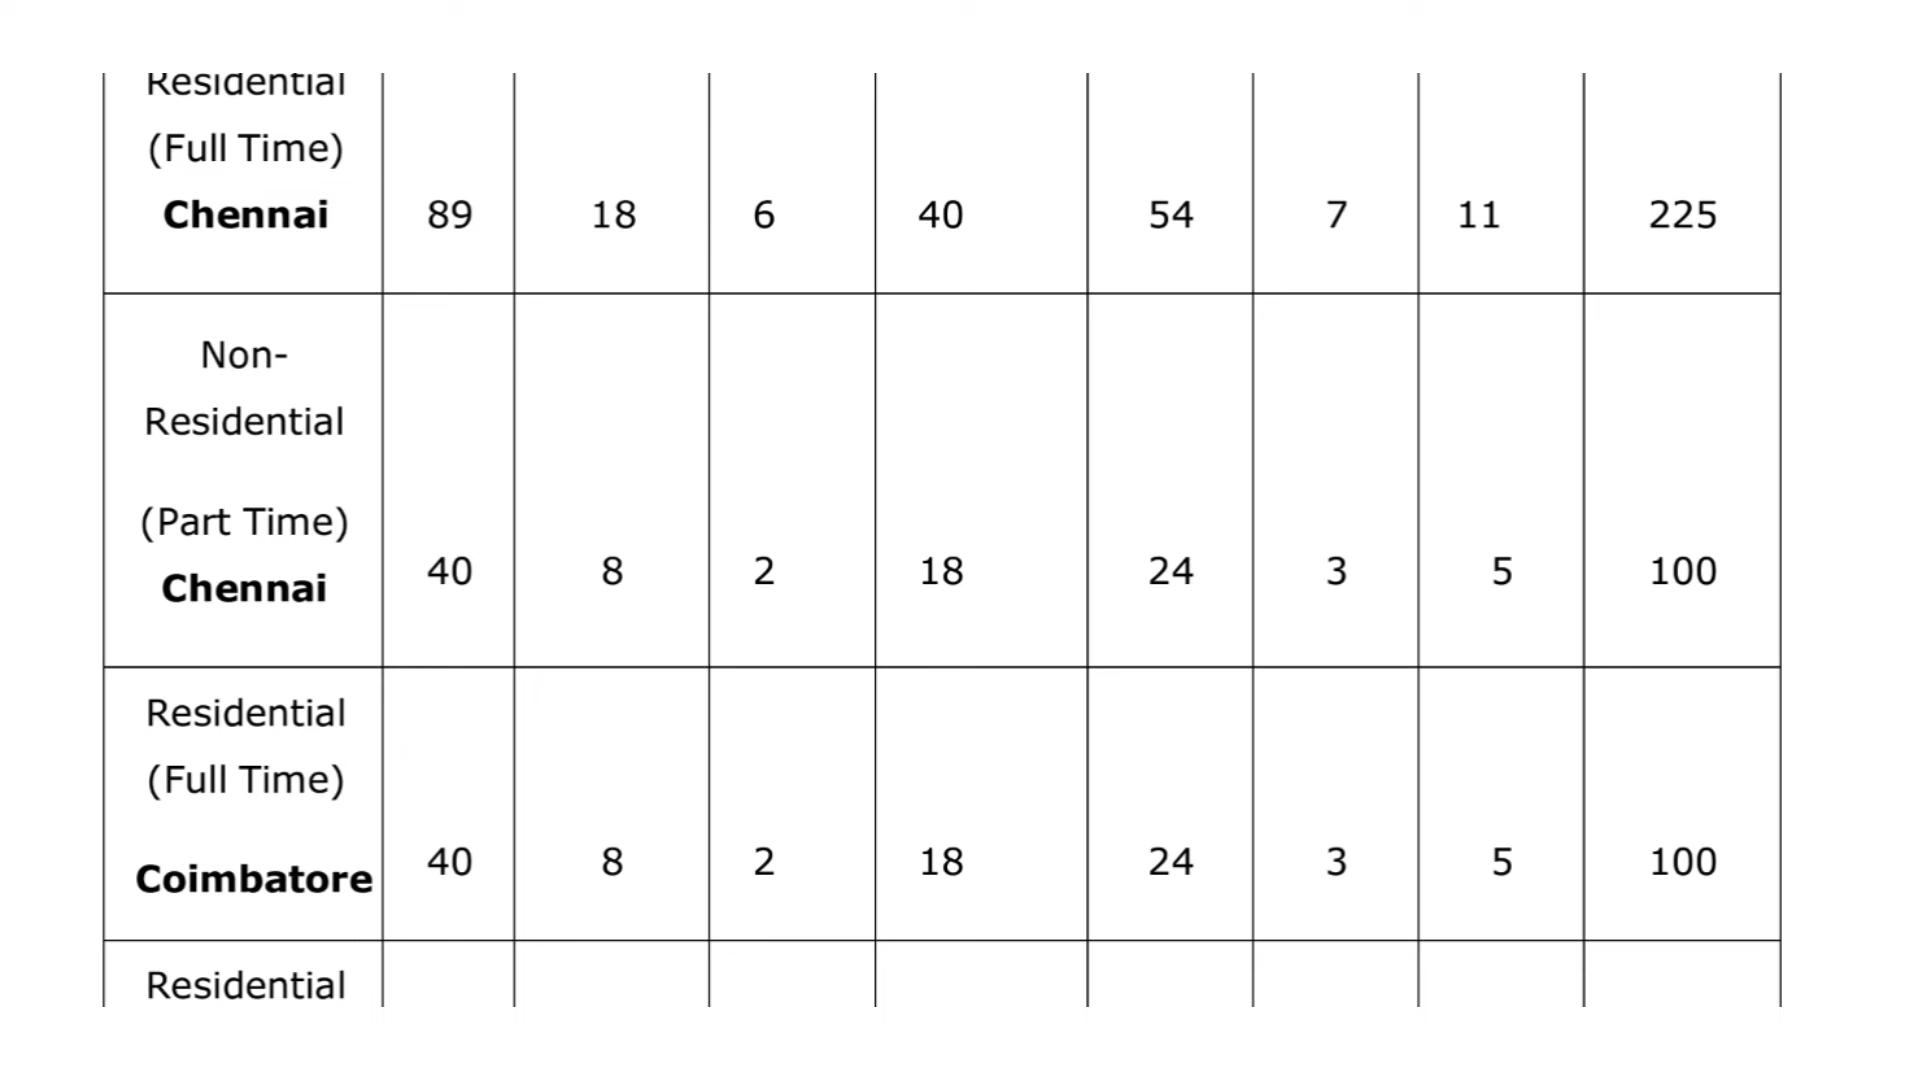 Residential
(Full Time)
Chennai 89 18 6 40 54 7 11 225
Non-
Residential
(Part Time)
Chennai 40 8 2 18 24 3 5 100
Residential
(Full Time)
Coimbatore 40 8 2 18 24 3 5 100
Residential